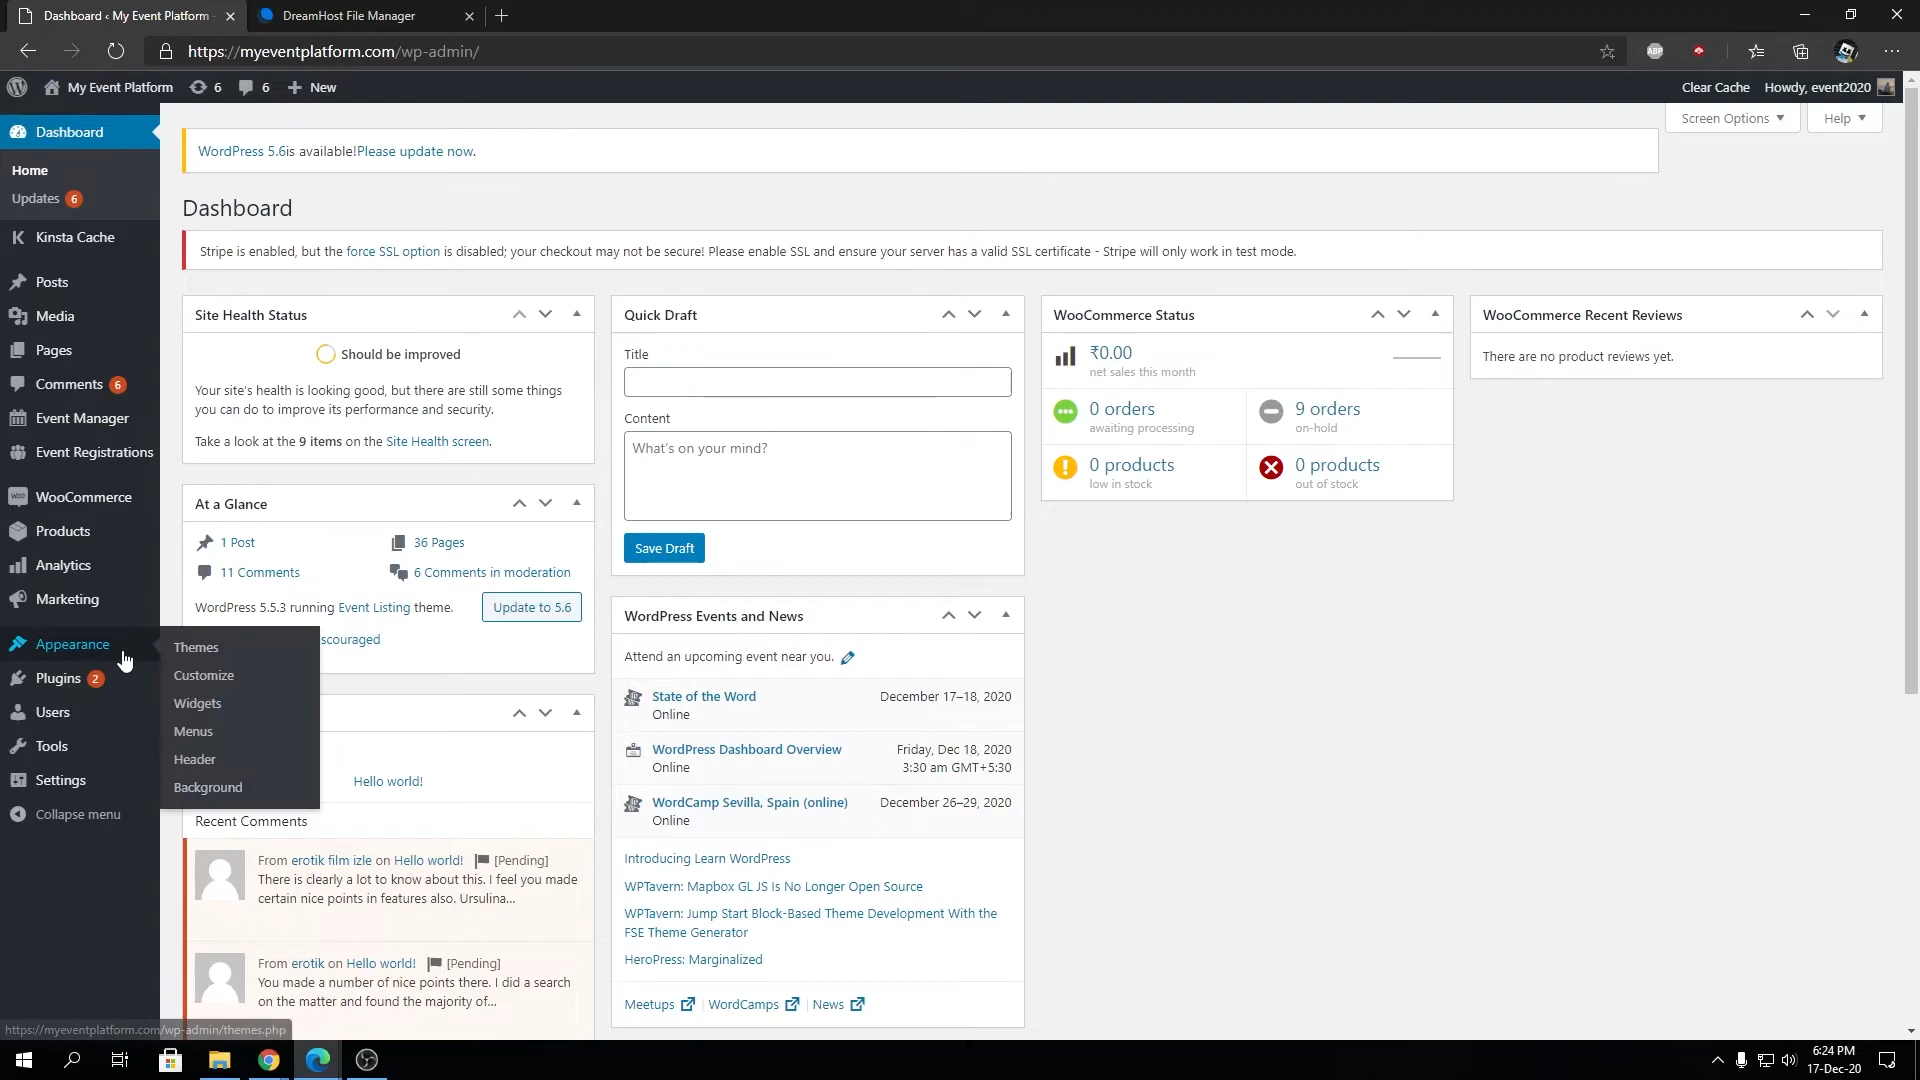 Dashboard ‹ My Event Platform
DreamHost File Manager
https://myeventplatform.com/wp-admin/
ABP
My Event Platform
6
6
New
Clear Cache
Howdy, event2020
Dashboard
Home
Updates 6
Kinsta Cache
Posts
Media
Pages
Comments 6
Event Manager
Event Registrations
WooCommerce
Products
Analytics
Marketing
Appearance
Plugins 2
Users
Tools
Settings
Collapse menu
Themes
Customize
Widgets
Menus
Header
Background
Screen Options
Help
WordPress 5.6is available!Please update now.
Dashboard
Stripe is enabled, but the force SSL option is disabled; your checkout may not be secure! Please enable SSL and ensure your server has a valid SSL certificate - Stripe will only work in test mode.
Site Health Status
Should be improved
Your site's health is looking good, but there are still some things
you can do to improve its performance and security.
Take a look at the 9 items on the Site Health screen.
At a Glance
1 Post
36 Pages
11 Comments
6 Comments in moderation
WordPress 5.5.3 running Event Listing theme.
Update to 5.6
scouraged
Hello world!
Recent Comments
From erotik film izle on Hello world! [Pending]
There is clearly a lot to know about this. I feel you made
certain nice points in features also. Ursulina...
From erotik on Hello world! [Pending]
You made a number of nice points there. I did a search
on the matter and found the majority of...
Quick Draft
Title
Content
What's on your mind?
Save Draft
WordPress Events and News
Attend an upcoming event near you.
State of the Word
December 17–18, 2020
Online
WordPress Dashboard Overview
Friday, Dec 18, 2020
Online
3:30 am GMT+5:30
WordCamp Sevilla, Spain (online)
December 26–29, 2020
Online
Introducing Learn WordPress
WPTavern: Mapbox GL JS Is No Longer Open Source
WPTavern: Jump Start Block-Based Theme Development With the
FSE Theme Generator
HeroPress: Marginalized
Meetups | WordCamps | News
WooCommerce Status
₹0.00
net sales this month
0 orders
awaiting processing
9 orders
on-hold
0 products
low in stock
0 products
out of stock
WooCommerce Recent Reviews
There are no product reviews yet.
https://myeventplatform.com/wp-admin/themes.php
6:24 PM
17-Dec-20